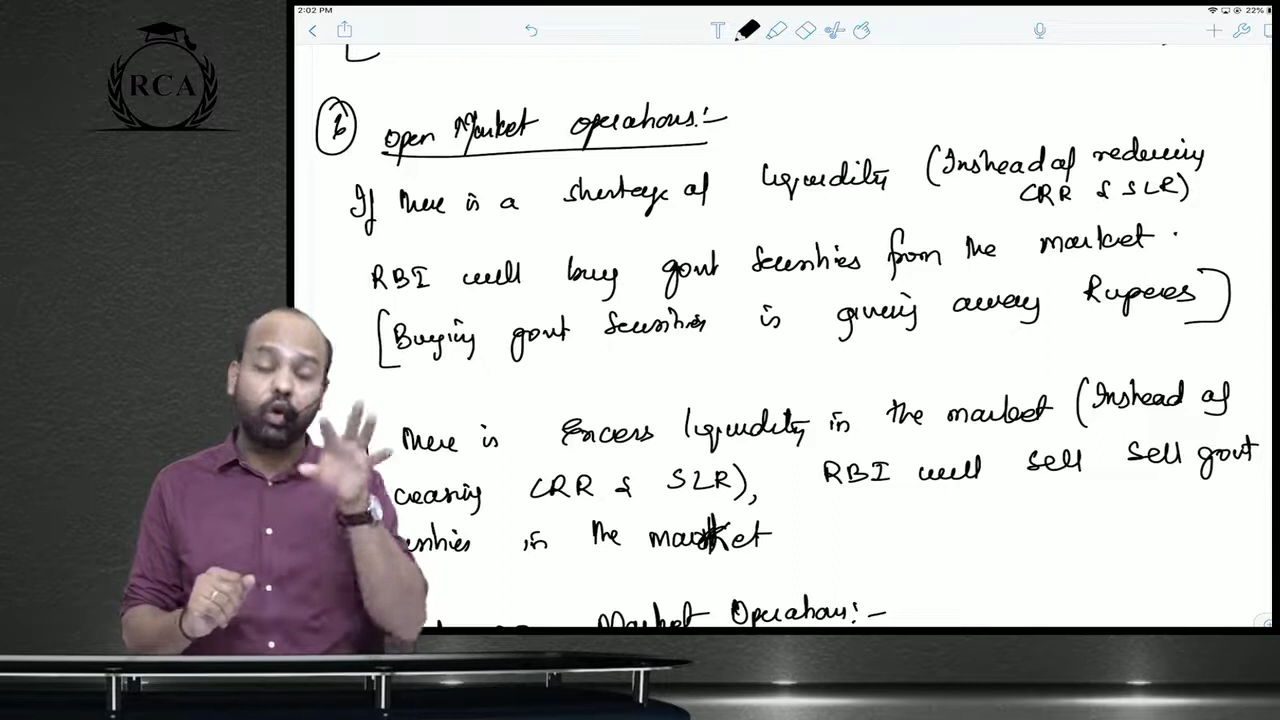 2:02 PM
22%
RCA
T
6
Open Market operations:-
If there is a shortage of liquidity (Instead of reducing
CRR & SLR)
RBI will buy govt securities from the market.
[Buying govt securities is giving away Rupees]
there is Excess liquidity in the market (Instead of
creasing CRR & SLR), RBI will sell sell govt
urities in the market
Market Operations:-